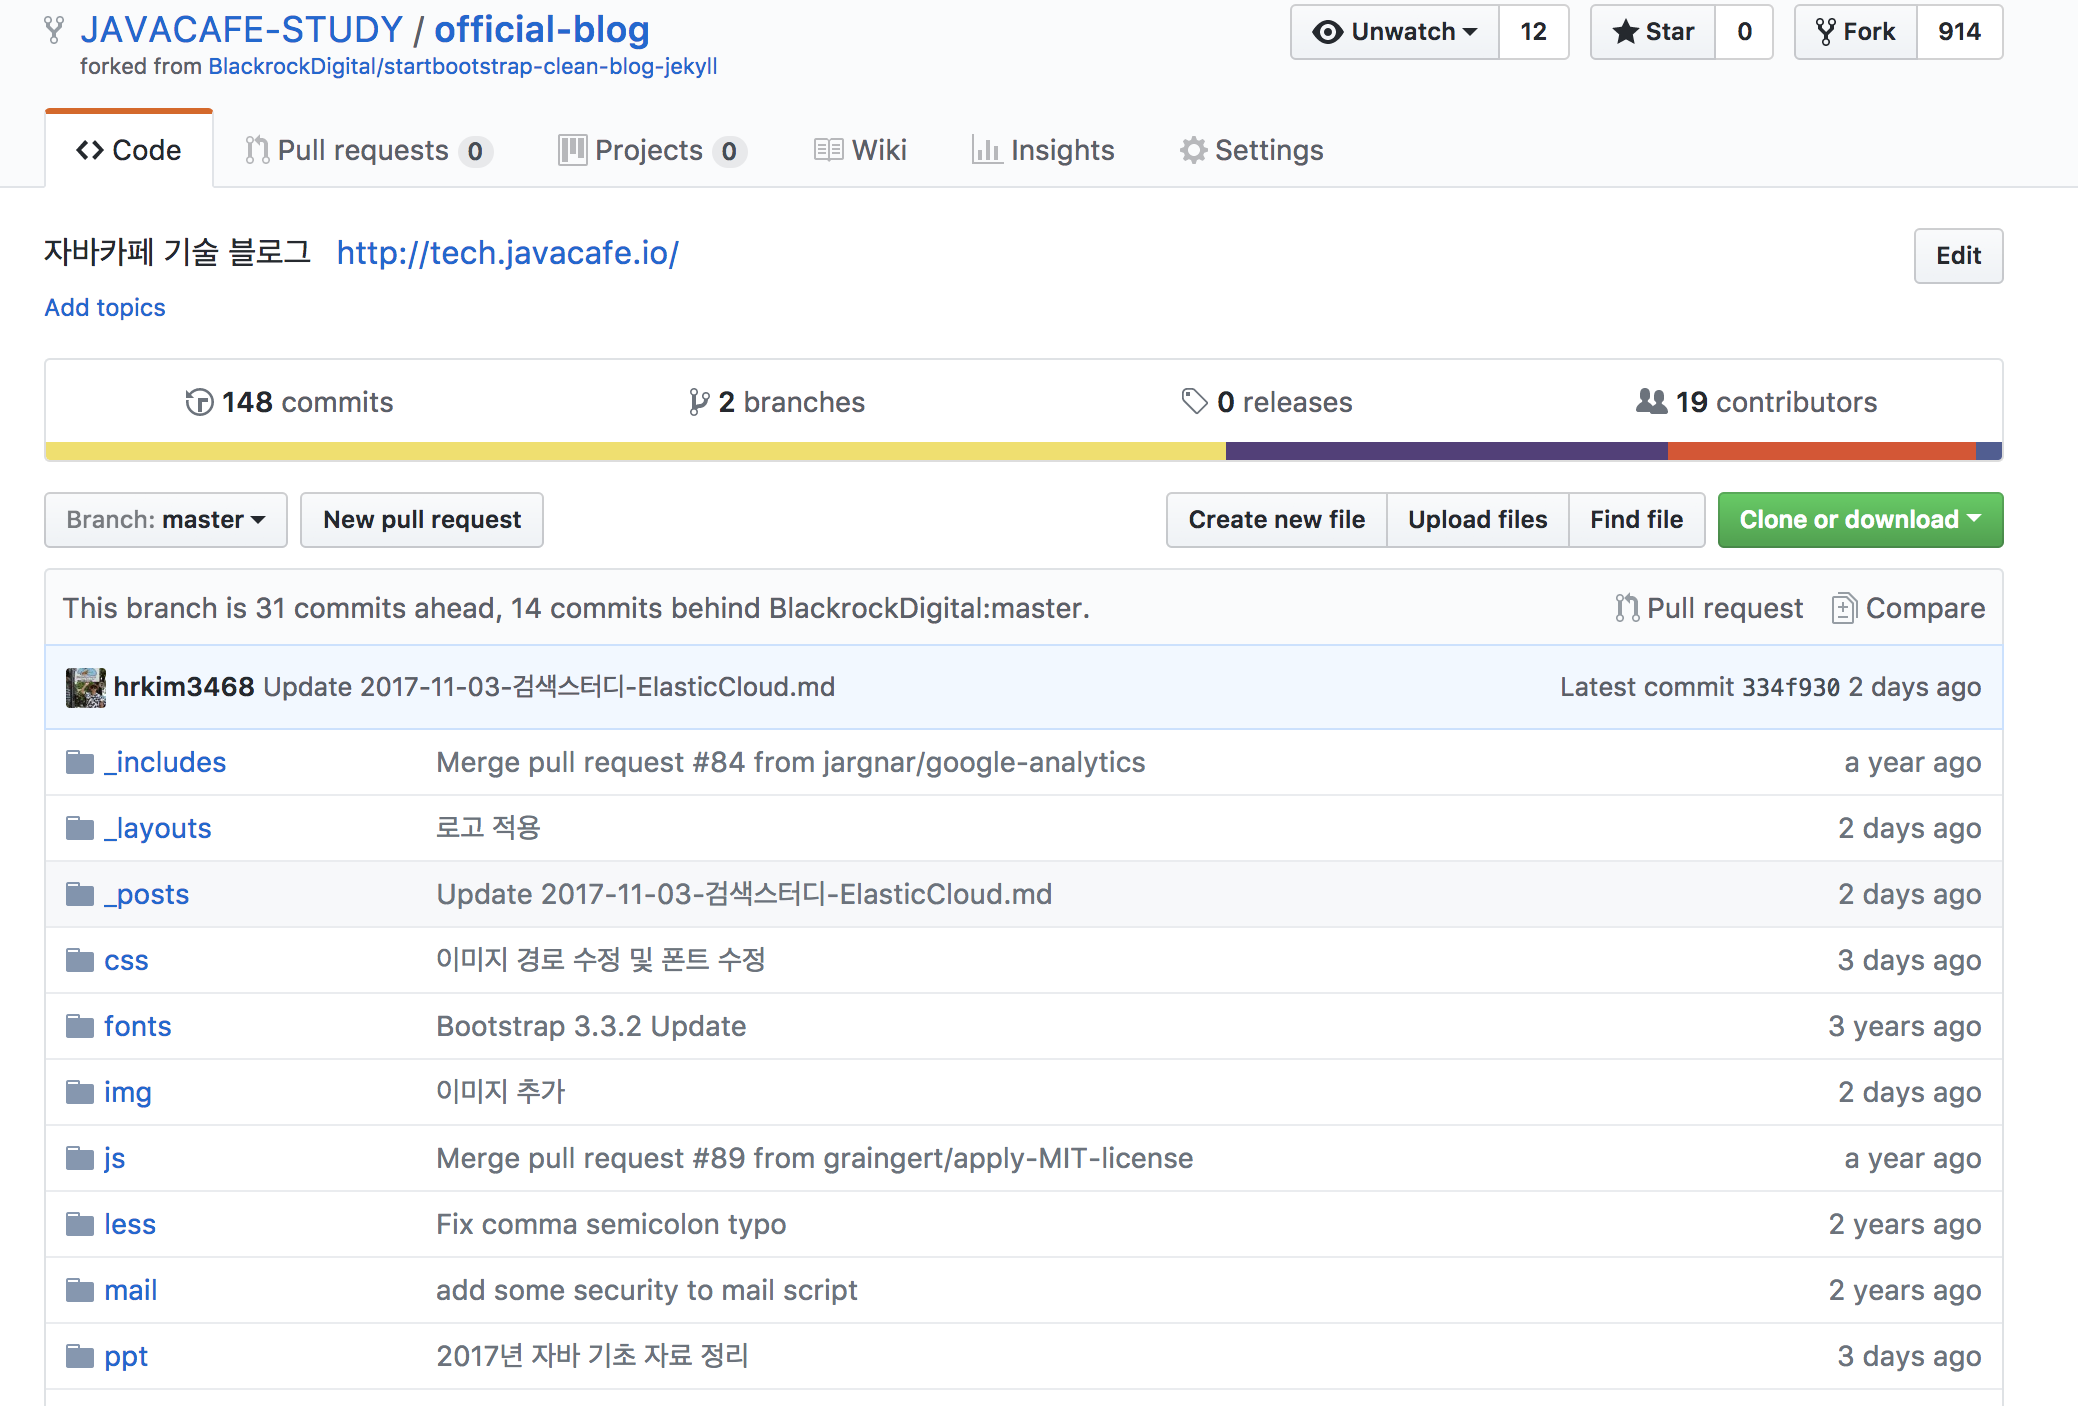 JAVACAFE-STUDY / official-blog
Unwatch 12 Star 0 Fork 914
forked from BlackrockDigital/startbootstrap-clean-blog-jekyll
Code Pull requests 0 Projects 0 Wiki Insights Settings
자바카페 기술 블로그 http://tech.javacafe.io/
Edit
Add topics
148 commits 2 branches 0 releases 19 contributors
Branch: master New pull request Create new file Upload files Find file Clone or download
This branch is 31 commits ahead, 14 commits behind BlackrockDigital:master. Pull request Compare
hrkim3468 Update 2017-11-03-검색스터디-ElasticCloud.md Latest commit 334f930 2 days ago
_includes Merge pull request #84 from jargnar/google-analytics a year ago
_layouts 로고 적용 2 days ago
_posts Update 2017-11-03-검색스터디-ElasticCloud.md 2 days ago
css 이미지 경로 수정 및 폰트 수정 3 days ago
fonts Bootstrap 3.3.2 Update 3 years ago
img 이미지 추가 2 days ago
js Merge pull request #89 from graingert/apply-MIT-license a year ago
less Fix comma semicolon typo 2 years ago
mail add some security to mail script 2 years ago
ppt 2017년 자바 기초 자료 정리 3 days ago